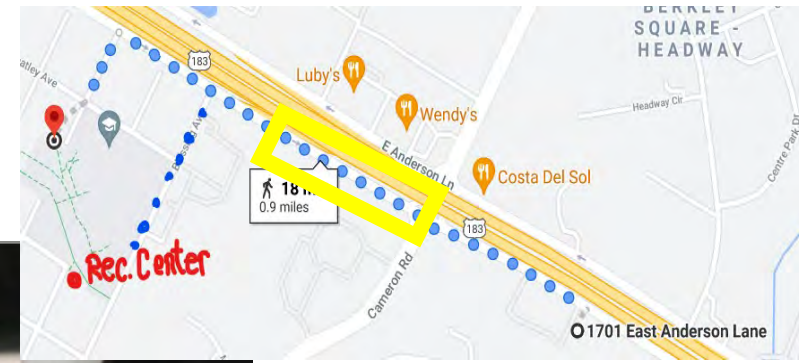 BERKLEY
SQUARE -
HEADWAY
183
Luby's
Wendy's
Headway Cir
E Anderson Ln
Costa Del Sol
0.9 miles
183
Rec. Center
Cameron Rd
1701 East Anderson Lane